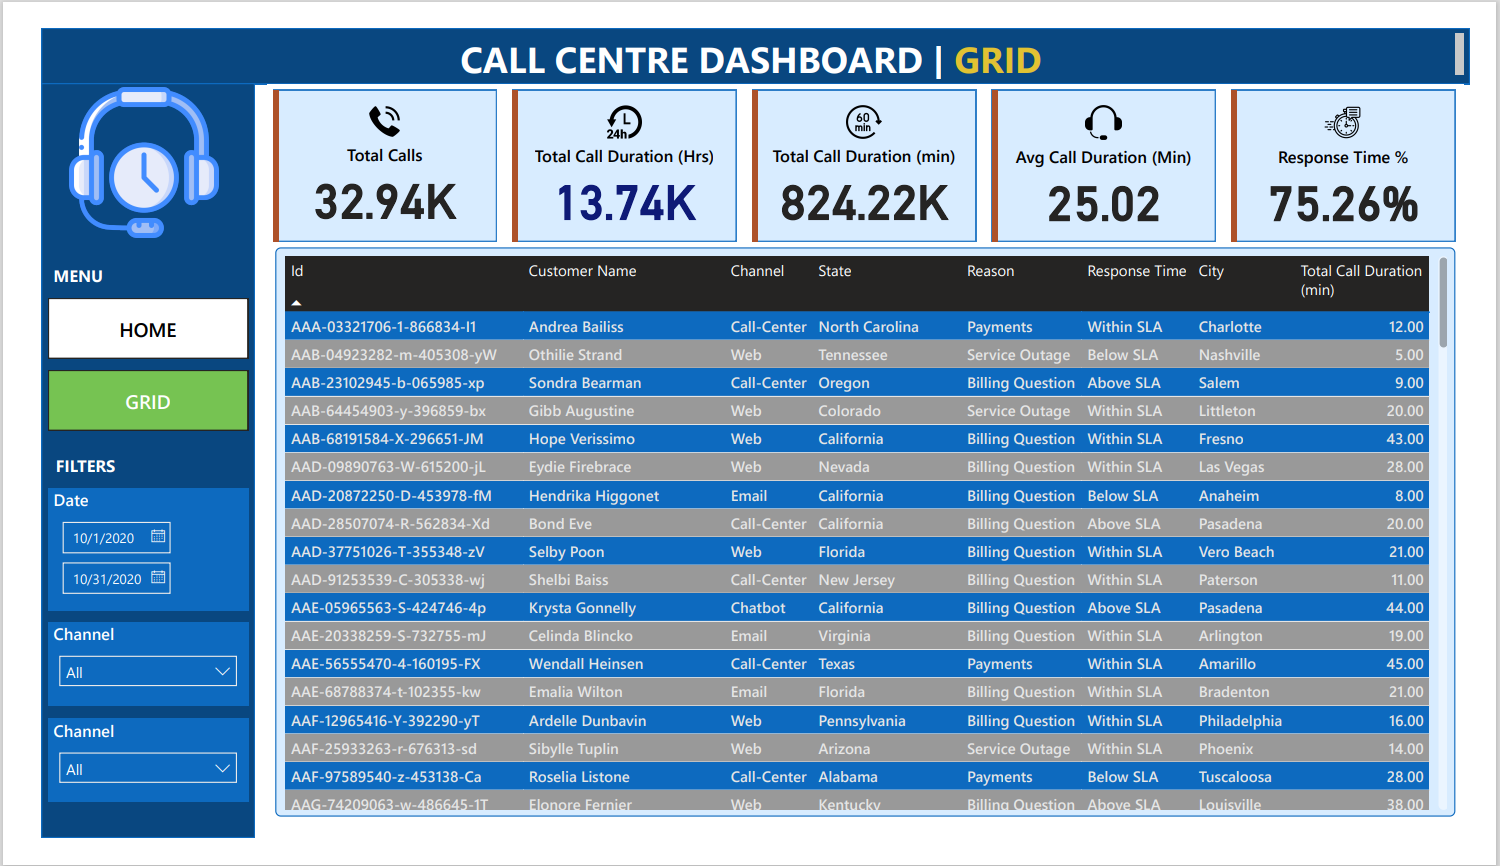 CALL CENTRE DASHBOARD | GRID
Total Calls
32.94K
24h
Total Call Duration (Hrs)
13.74K
60 min
Total Call Duration (min)
824.22K
Avg Call Duration (Min)
25.02
Response Time %
75.26%
MENU
HOME
GRID
FILTERS
Date
10/1/2020
10/31/2020
Channel
All
Channel
All
Id Customer Name Channel State Reason Response Time City Total Call Duration (min)
AAA-03321706-1-866834-I1 Andrea Bailiss Call-Center North Carolina Payments Within SLA Charlotte 12.00
AAB-04923282-m-405308-yW Othilie Strand Web Tennessee Service Outage Below SLA Nashville 5.00
AAB-23102945-b-065985-xp Sondra Bearman Call-Center Oregon Billing Question Above SLA Salem 9.00
AAB-64454903-y-396859-bx Gibb Augustine Web Colorado Service Outage Within SLA Littleton 20.00
AAB-68191584-X-296651-JM Hope Verissimo Web California Billing Question Within SLA Fresno 43.00
AAD-09890763-W-615200-jL Eydie Firebrace Web Nevada Billing Question Within SLA Las Vegas 28.00
AAD-20872250-D-453978-fM Hendrika Higgonet Email California Billing Question Below SLA Anaheim 8.00
AAD-28507074-R-562834-Xd Bond Eve Call-Center California Billing Question Above SLA Pasadena 20.00
AAD-37751026-T-355348-zV Selby Poon Web Florida Billing Question Within SLA Vero Beach 21.00
AAD-91253539-C-305338-wj Shelbi Baiss Call-Center New Jersey Billing Question Within SLA Paterson 11.00
AAE-05965563-S-424746-4p Krysta Gonnelly Chatbot California Billing Question Above SLA Pasadena 44.00
AAE-20338259-S-732755-mJ Celinda Blincko Email Virginia Billing Question Within SLA Arlington 19.00
AAE-56555470-4-160195-FX Wendall Heinsen Call-Center Texas Payments Within SLA Amarillo 45.00
AAE-68788374-t-102355-kw Emalia Wilton Email Florida Billing Question Within SLA Bradenton 21.00
AAF-12965416-Y-392290-yT Ardelle Dunbavin Web Pennsylvania Billing Question Within SLA Philadelphia 16.00
AAF-25933263-r-676313-sd Sibylle Tuplin Web Arizona Service Outage Within SLA Phoenix 14.00
AAF-97589540-z-453138-Ca Roselia Listone Call-Center Alabama Payments Below SLA Tuscaloosa 28.00
AAG-74209063-w-486645-1T Elonore Fernier Web Kentucky Billing Question Above SLA Louisville 38.00